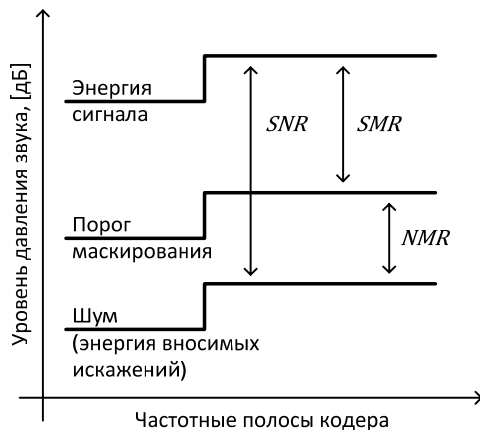 Уровень давления звука, [дБ]
Энергия
сигнала
SNR
SMR
Порог
маскирования
NMR
Шум
(энергия вносимых
искажений)
Частотные полосы кодера